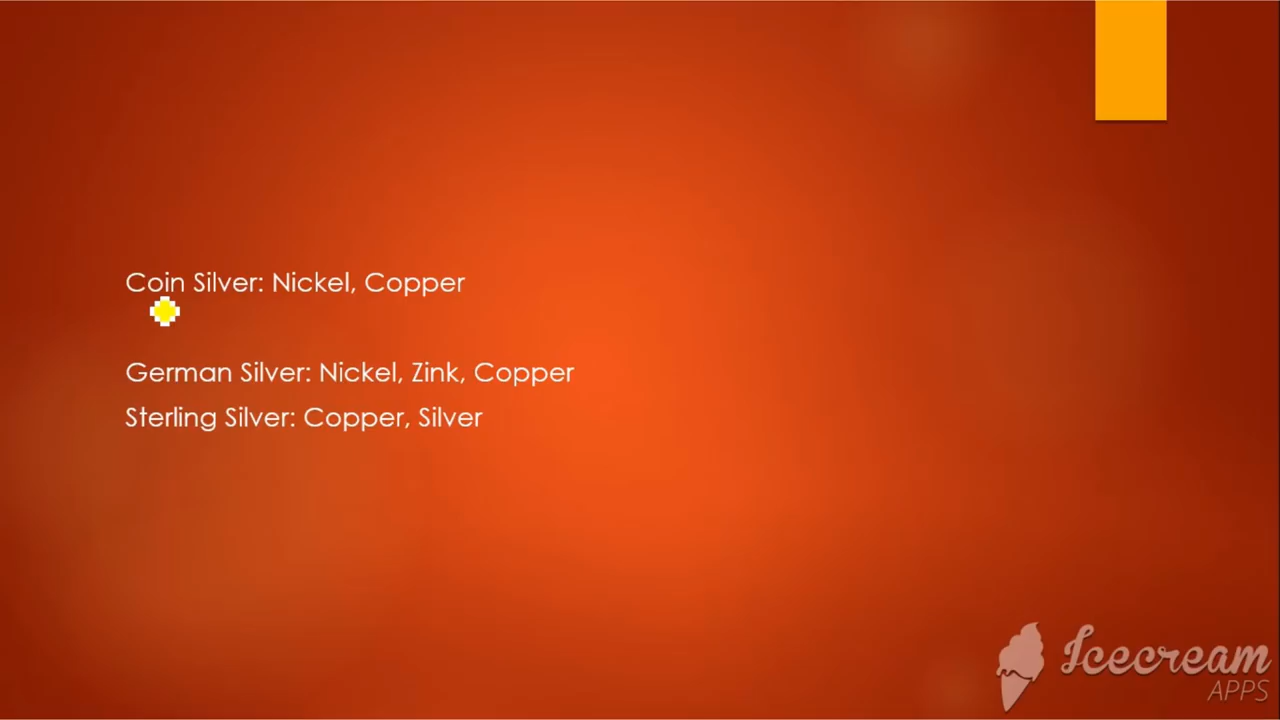 Coin Silver: Nickel, Copper
German Silver: Nickel, Zink, Copper
Sterling Silver: Copper, Silver
Icecream
APPS